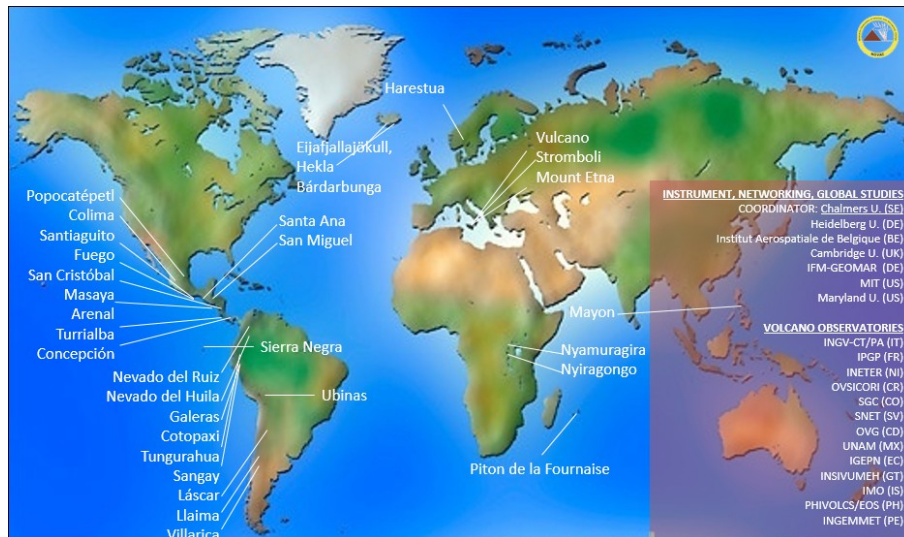 Harestua
Eijafjallajökull,
Hekla
Bárdarbunga
Vulcano
Stromboli
Mount Etna
Popocatépetl
Colima
Santiaguito
Fuego
San Cristóbal
Masaya
Arenal
Turrialba
Concepción
Santa Ana
San Miguel
Sierra Negra
Nevado del Ruiz
Nevado del Huila
Galeras
Cotopaxi
Tungurahua
Sangay
Láscar
Llaima
Villarica
Ubinas
Mayon
Nyamuragira
Nyiragongo
Piton de la Fournaise
INSTRUMENT, NETWORKING, GLOBAL STUDIES
COORDINATOR: Chalmers U. (SE)
Heidelberg U. (DE)
Institut Aerospatiale de Belgique (BE)
Cambridge U. (UK)
IFM-GEOMAR (DE)
MIT (US)
Maryland U. (US)
VOLCANO OBSERVATORIES
INGV-CT/PA (IT)
IPGP (FR)
INETER (NI)
OVSICORI (CR)
SGC (CO)
SNET (SV)
OVG (CD)
UNAM (MX)
IGEPN (EC)
INSIVUMEH (GT)
IMO (IS)
PHIVOLCS/EOS (PH)
INGEMMET (PE)